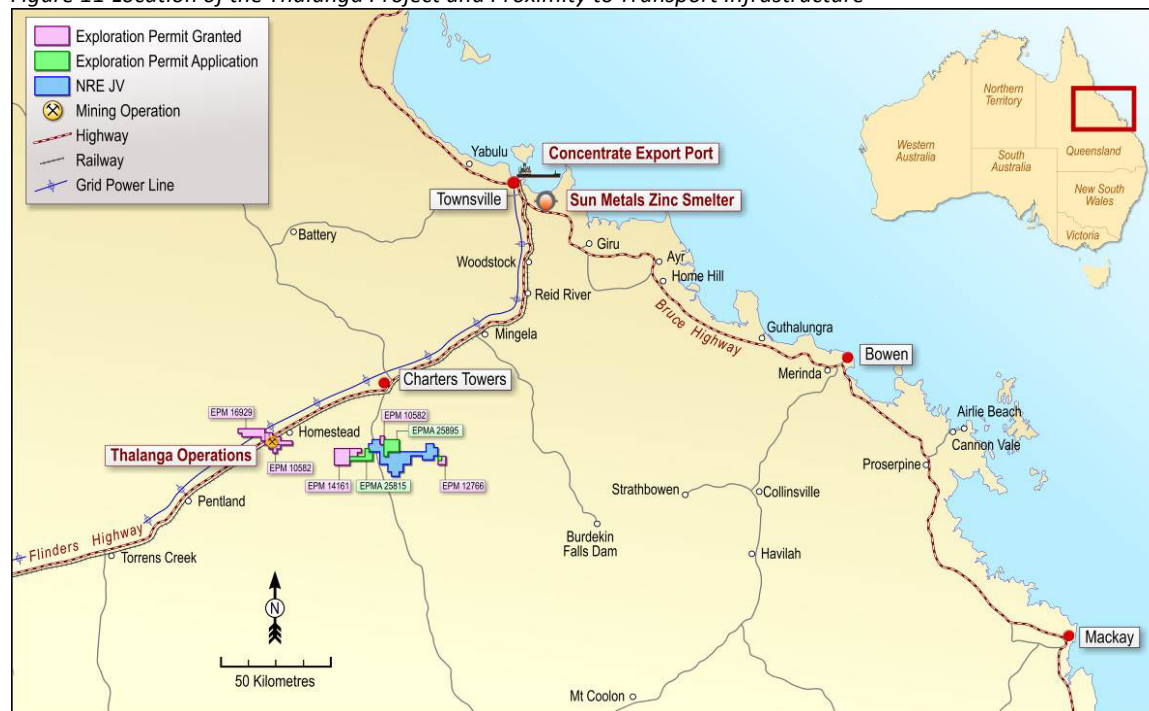 Figure 11 Location of the Thalanga Project and Proximity to Transport Infrastructure
Exploration Permit Granted
Exploration Permit Application
NRE JV
Mining Operation
Highway
Railway
Grid Power Line
Northern
Territory
Western
Australia
South
Australia
Queensland
New South
Wales
Victoria
Yabulu
Concentrate Export Port
Townsville
Sun Metals Zinc Smelter
Battery
Giru
Woodstock
Ayr
Home Hill
Reid River
Bruce Highway
Mingela
Guthalungra
Bowen
Merinda
Charters Towers
EPM 16929
EPM 10582
Airlie Beach
Homestead
EPMA 25895
Cannon Vale
Thalanga Operations
EPM 10582
Proserpine
EPM 14161
EPMA 25815
EPM 12766
Pentland
Strathbowen
Collinsville
Burdekin
Falls Dam
Flinders Highway
Torrens Creek
Havilah
N
Mackay
50 Kilometres
Mt Coolon